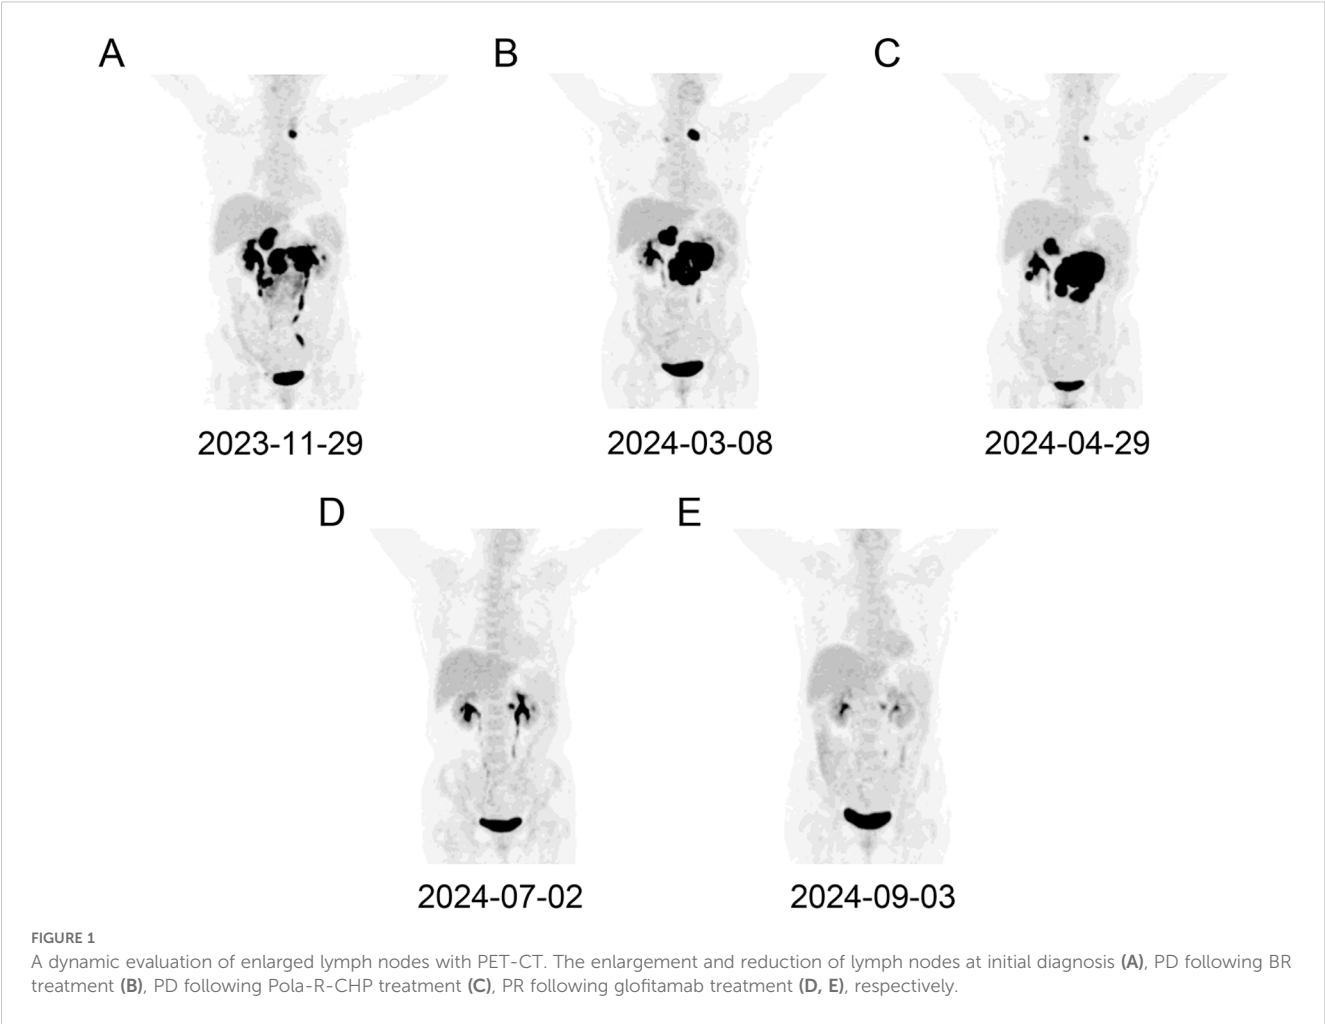 A
B
C
2023-11-29
2024-03-08
2024-04-29
D
E
2024-07-02
2024-09-03
FIGURE 1
A dynamic evaluation of enlarged lymph nodes with PET-CT. The enlargement and reduction of lymph nodes at initial diagnosis (A), PD following BR
treatment (B), PD following Pola-R-CHP treatment (C), PR following glofitamab treatment (D, E), respectively.